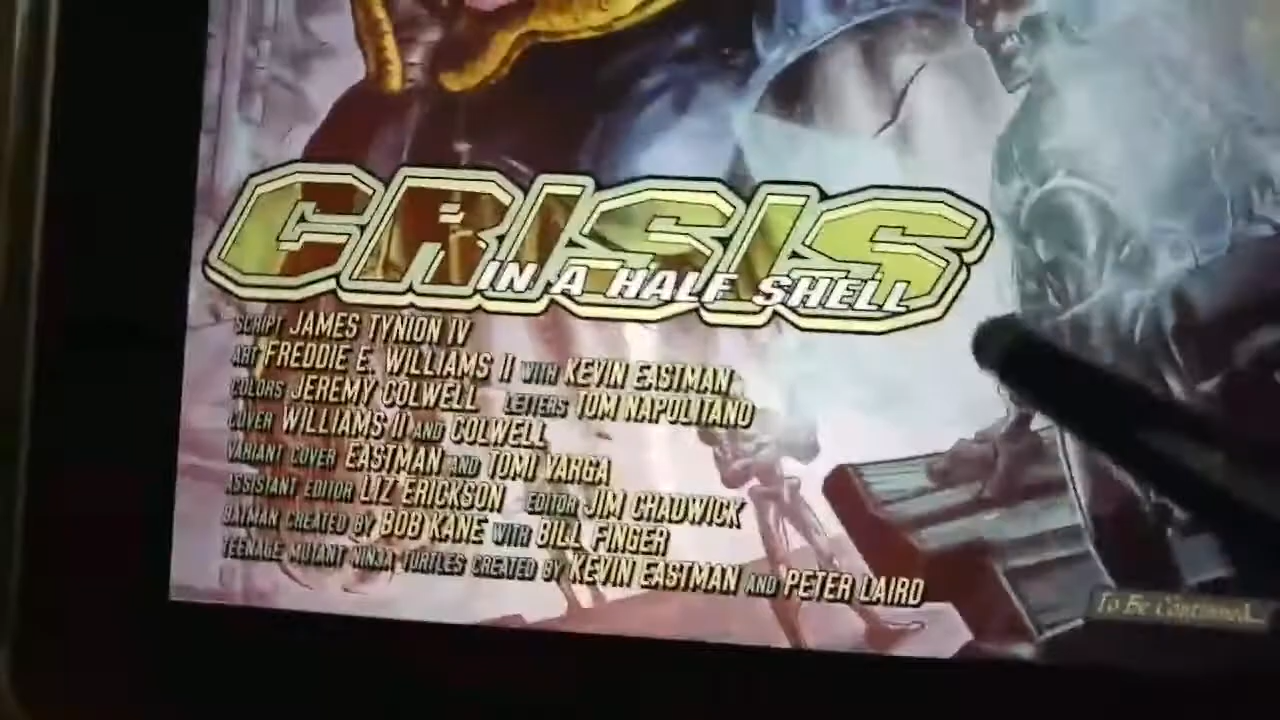 CRISIS
IN A HALF SHELL
SCRIPT JAMES TYNION IV
ART FREDDIE E. WILLIAMS II WITH KEVIN EASTMAN
COLORS JEREMY COLWELL LETTERS TOM NAPOLITANO
COVER WILLIAMS II AND COLWELL
VARIANT COVER EASTMAN AND TOMI VARGA
ASSISTANT EDITOR LIZ ERICKSON EDITOR JIM CHADWICK
BATMAN CREATED BY BOB KANE WITH BILL FINGER
TEENAGE MUTANT NINJA TURTLES CREATED BY KEVIN EASTMAN AND PETER LAIRD
To Be Continued...